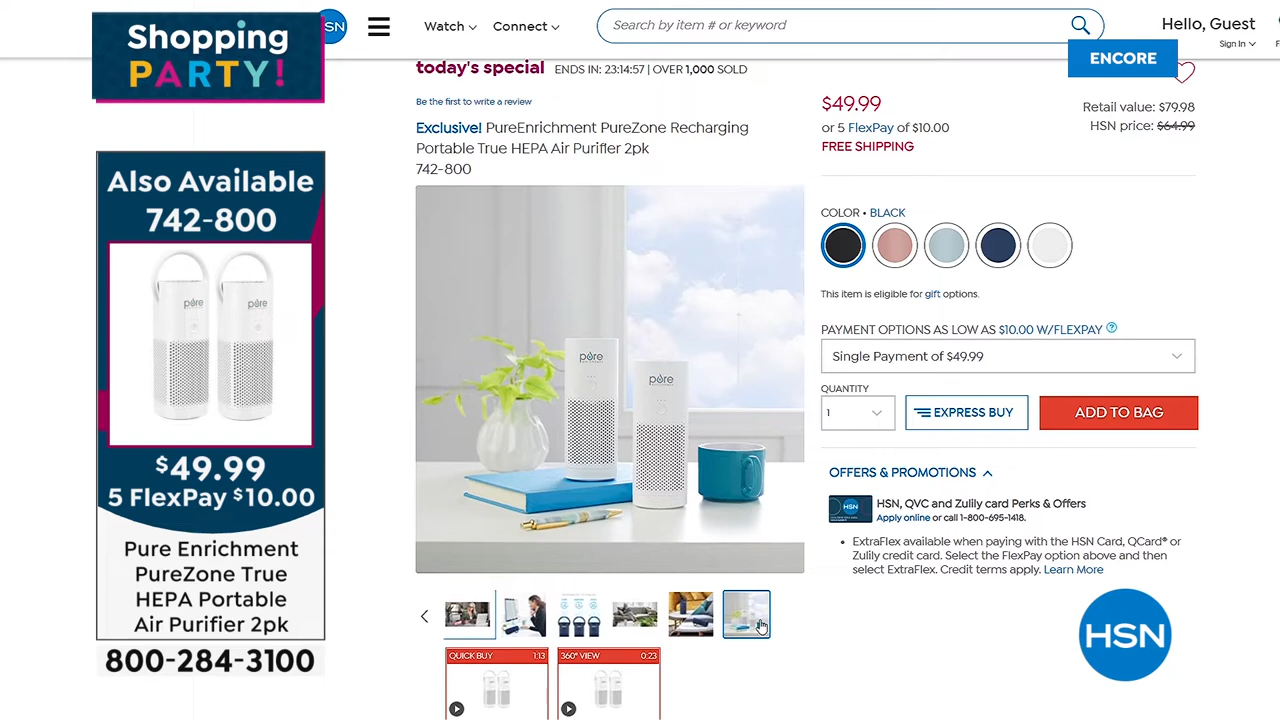 Shopping
PARTY!
HSN
Watch
Connect
Search by item # or keyword
Hello, Guest
Sign In
ENCORE
Also Available
742-800
pure
pure
$49.99
5 FlexPay $10.00
Pure Enrichment
PureZone True
HEPA Portable
Air Purifier 2pk
800-284-3100
today's special ENDS IN: 23:14:57 | OVER 1,000 SOLD
Be the first to write a review
Exclusive! PureEnrichment PureZone Recharging
Portable True HEPA Air Purifier 2pk
742-800
pure
pure
QUICK BUY 1:13
360° VIEW 0:23
$49.99
or 5 FlexPay of $10.00
FREE SHIPPING
Retail value: $79.98
HSN price: $64.99
COLOR • BLACK
This item is eligible for gift options.
PAYMENT OPTIONS AS LOW AS $10.00 W/FLEXPAY ?
Single Payment of $49.99
QUANTITY
1
EXPRESS BUY
ADD TO BAG
OFFERS & PROMOTIONS
HSN
HSN, QVC and Zulily card Perks & Offers
Apply online or call 1-800-695-1418.
• ExtraFlex available when paying with the HSN Card, QCard® or
Zulily credit card. Select the FlexPay option above and then
select ExtraFlex. Credit terms apply. Learn More
HSN